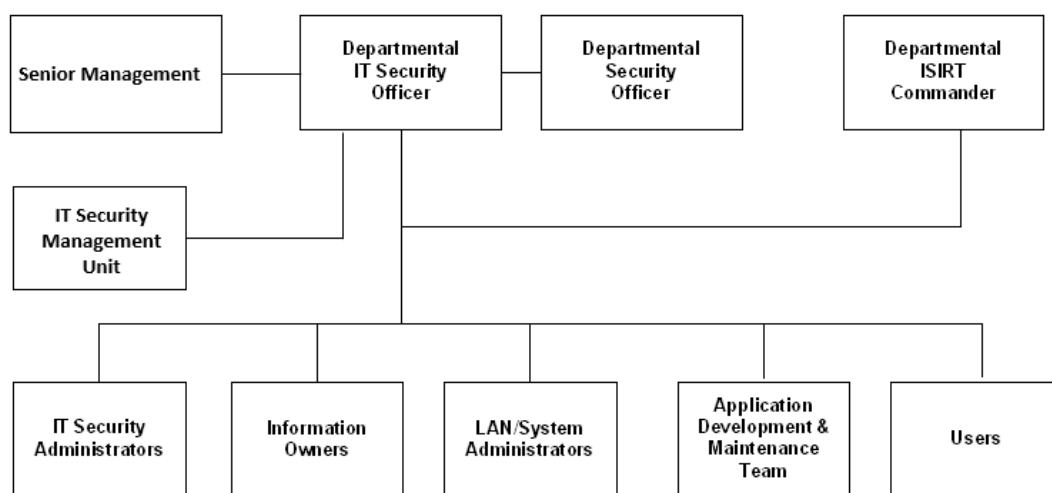 Senior Management
Departmental
IT Security
Officer
Departmental
Security
Officer
Departmental
ISIRT
Commander
IT Security
Management
Unit
IT Security
Administrators
Information
Owners
LAN/System
Administrators
Application
Development &
Maintenance
Team
Users